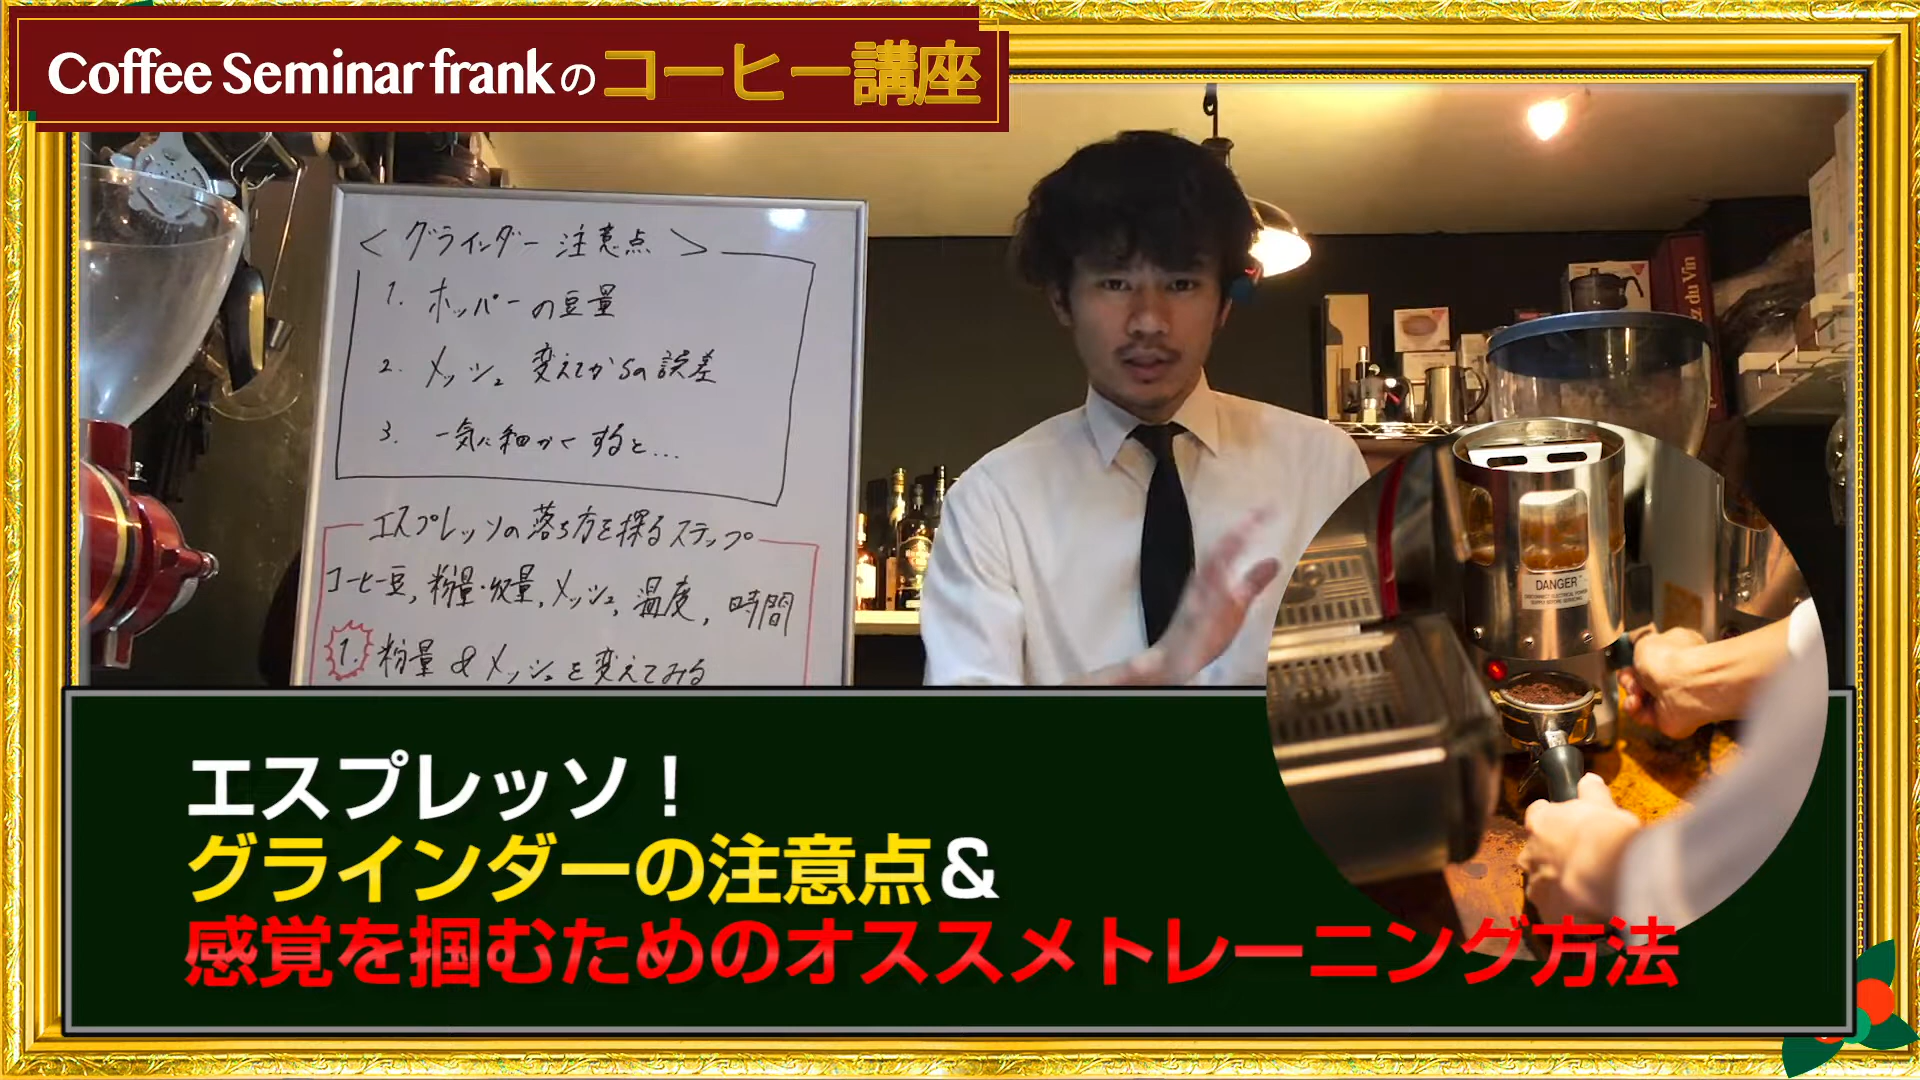 Coffee Seminar frankのコーヒー講座
＜グラインダー 注意点＞
1. ホッパーの豆量
2. メッシュ 変えてからの誤差
3. 一気に細かくすると...
エスプレッソの落ち方を探るステップ
コーヒー豆, 粉量・収量, メッシュ, 温度, 時間
1. 粉量 & メッシュを変えてみる
z du Vin
DANGER
エスプレッソ！
グラインダーの注意点&
感覚を掴むためのオススメトレーニング方法